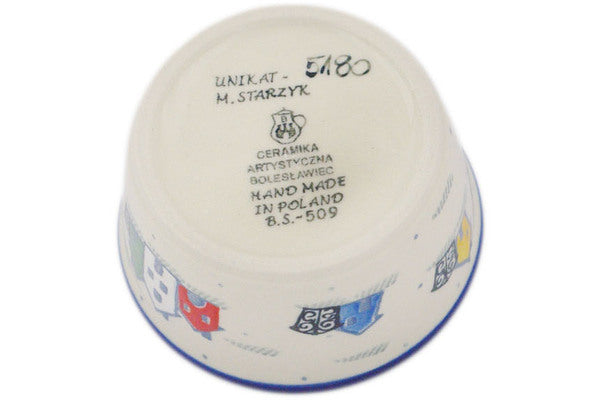 UNIKAT - 5180
M. STARZYK
B
CERAMIKA
ARTYSTYCZNA
BOLESŁAWIEC
HAND MADE
IN POLAND
B.S.-509